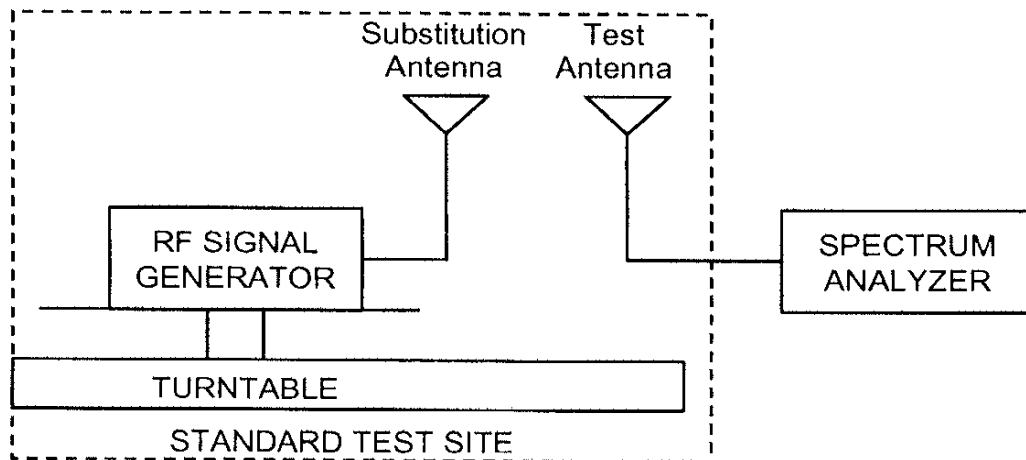 Substitution
Antenna
Test
Antenna
RF SIGNAL
GENERATOR
SPECTRUM
ANALYZER
TURNTABLE
STANDARD TEST SITE